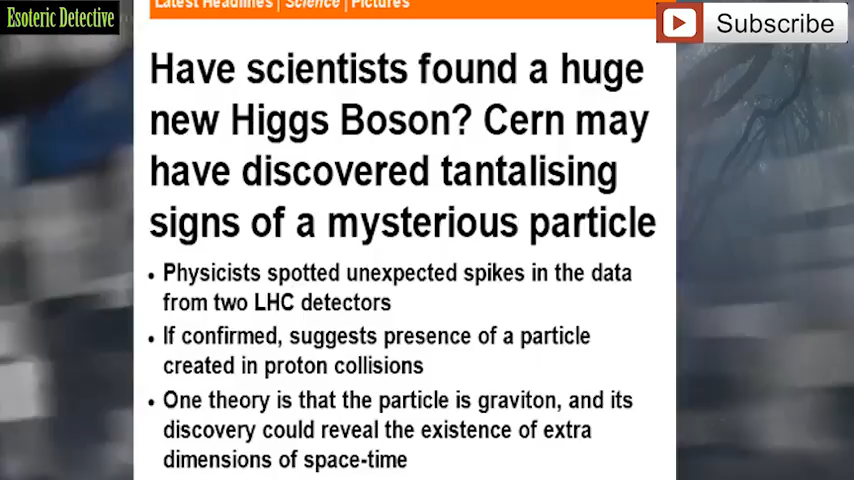 Esoteric Detective
Latest Headlines | Science | Pictures
Subscribe
Have scientists found a huge
new Higgs Boson? Cern may
have discovered tantalising
signs of a mysterious particle
• Physicists spotted unexpected spikes in the data
from two LHC detectors
• If confirmed, suggests presence of a particle
created in proton collisions
• One theory is that the particle is graviton, and its
discovery could reveal the existence of extra
dimensions of space-time